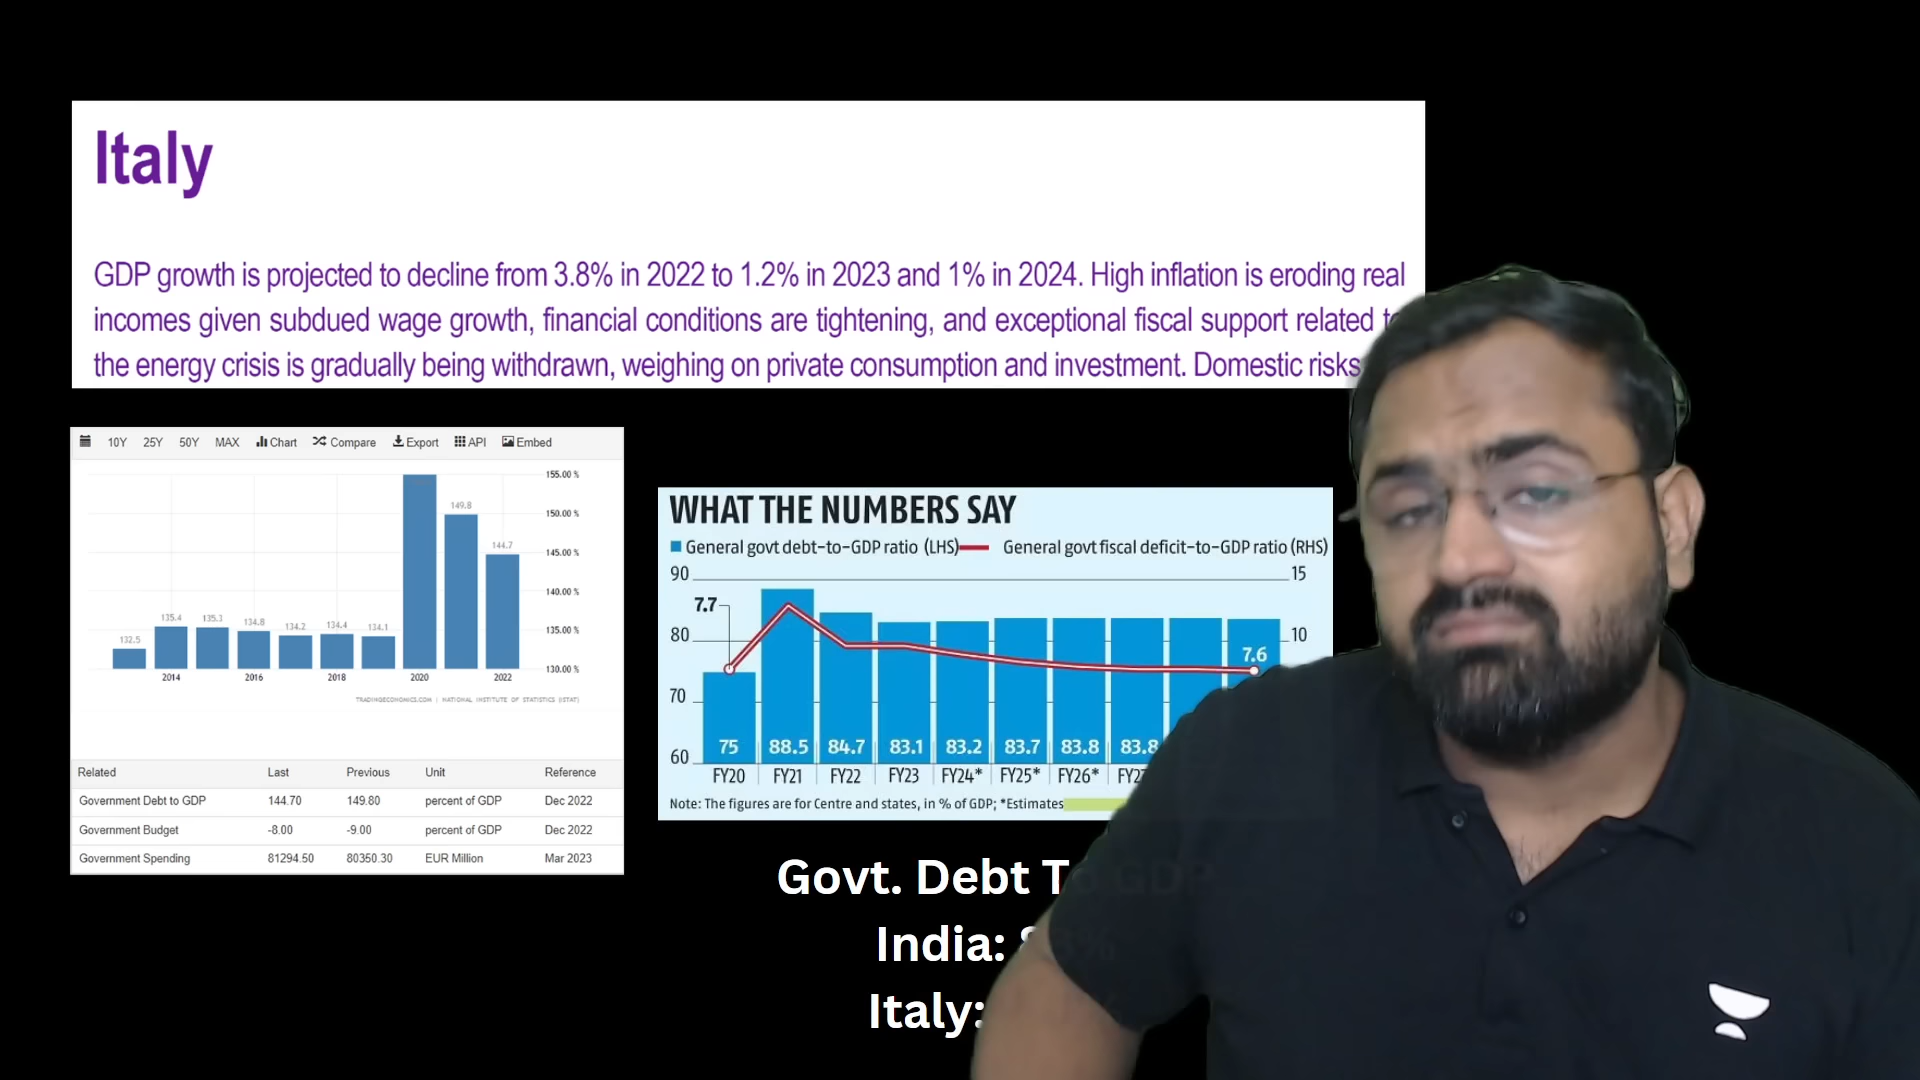 Italy
GDP growth is projected to decline from 3.8% in 2022 to 1.2% in 2023 and 1% in 2024. High inflation is eroding real
incomes given subdued wage growth, financial conditions are tightening, and exceptional fiscal support related
the energy crisis is gradually being withdrawn, weighing on private consumption and investment. Domestic risks
10Y 25Y 50Y MAX Chart Compare Export API Embed
155.00 %
150.00 %
145.00 %
140.00 %
135.00 %
130.00 %
132.5 135.4 135.3 134.8 134.2 134.4 134.1 149.8 144.7
2014 2016 2018 2020 2022
TRADINGECONOMICS.COM | NATIONAL INSTITUTE OF STATISTICS (ISTAT)
Related Last Previous Unit Reference
Government Debt to GDP 144.70 149.80 percent of GDP Dec 2022
Government Budget -8.00 -9.00 percent of GDP Dec 2022
Government Spending 81294.50 80350.30 EUR Million Mar 2023
WHAT THE NUMBERS SAY
General govt debt-to-GDP ratio (LHS) General govt fiscal deficit-to-GDP ratio (RHS)
90 15
7.7
80 10
7.6
70
60
75 88.5 84.7 83.1 83.2 83.7 83.8 83.8
FY20 FY21 FY22 FY23 FY24* FY25* FY26*
Note: The figures are for Centre and states, in % of GDP; *Estimates
Govt. Debt To GDP
India:
Italy: